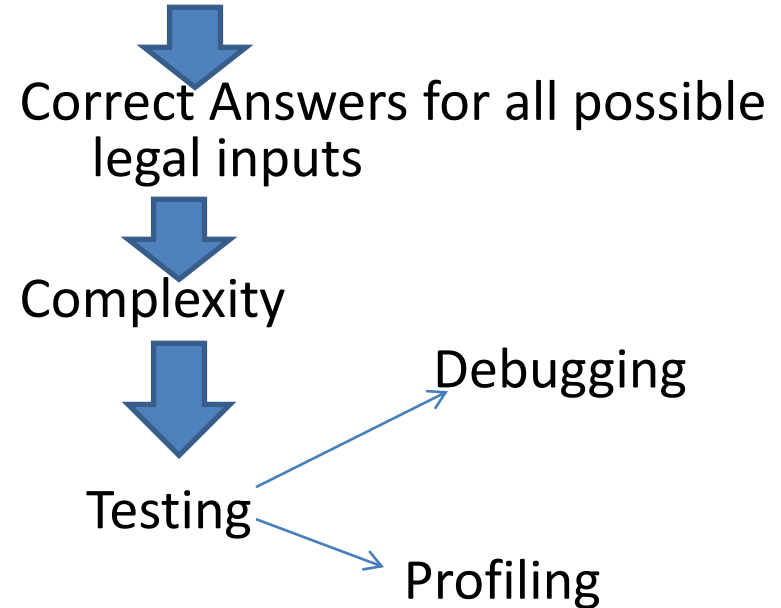 Correct Answers for all possible
legal inputs
Complexity
Debugging
Testing
Profiling